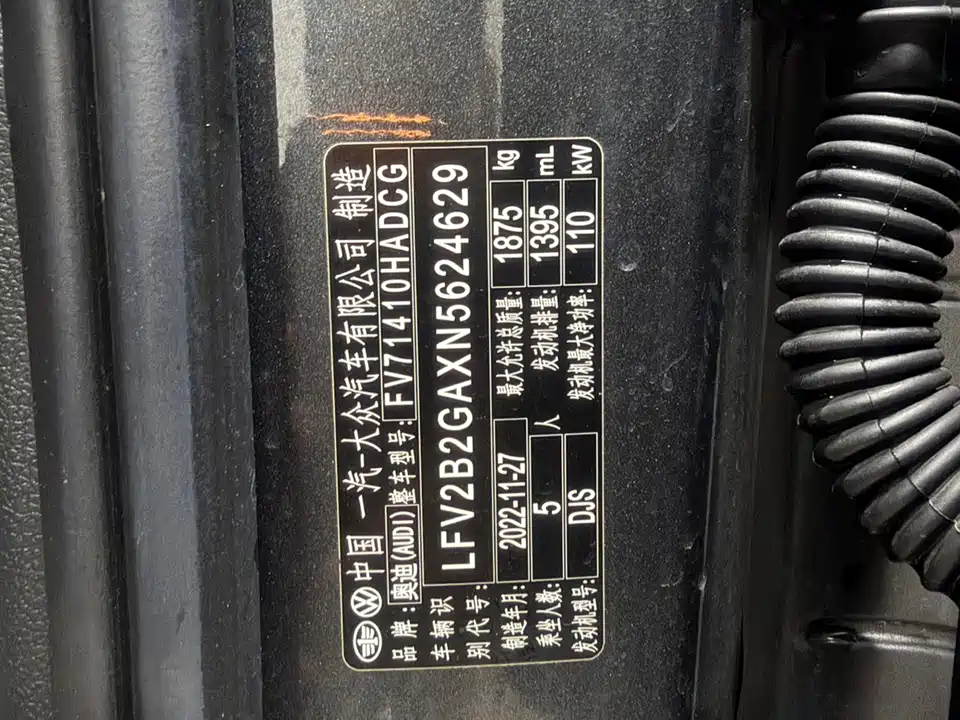 中国 一汽-大众汽车有限公司 制造
品牌: 奥迪(AUDI) 整车型号: FV71410HADCG
车辆识别代号: LFV2B2GAXN5624629
制造年月: 2022-11-27 最大允许总质量: 1875 kg
乘坐人数: 5 人 发动机排量: 1395 mL
发动机型号: DJS 发动机最大净功率: 110 kW